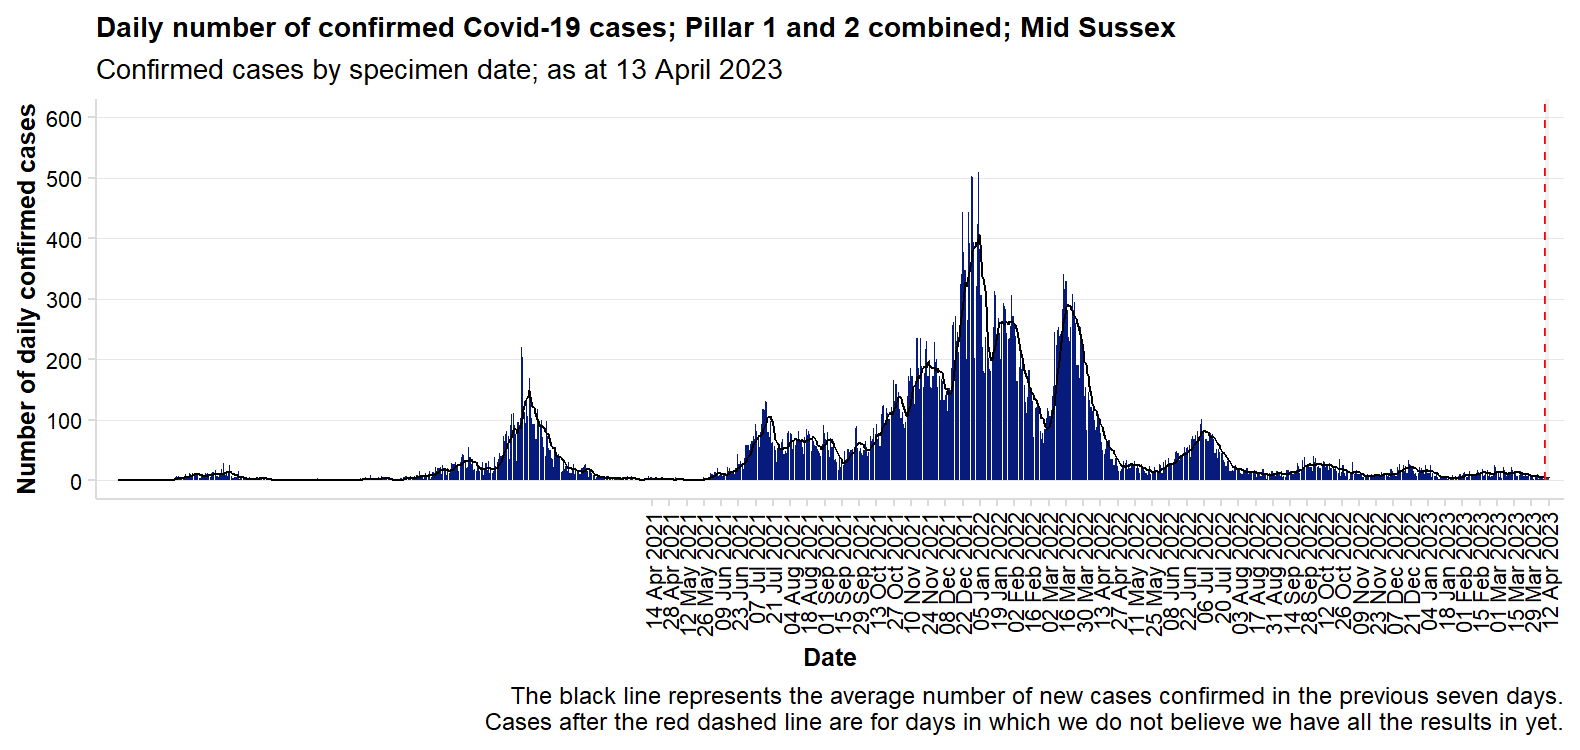 Daily number of confirmed Covid-19 cases; Pillar 1 and 2 combined; Mid Sussex
Confirmed cases by specimen date; as at 13 April 2023
Number of daily confirmed cases
600
500
400
300
200
100
0
14 Apr 2021
28 Apr 2021
12 May 2021
26 May 2021
09 Jun 2021
23 Jun 2021
07 Jul 2021
21 Jul 2021
04 Aug 2021
18 Aug 2021
01 Sep 2021
15 Sep 2021
29 Sep 2021
13 Oct 2021
27 Oct 2021
10 Nov 2021
24 Nov 2021
08 Dec 2021
22 Dec 2021
05 Jan 2022
19 Jan 2022
02 Feb 2022
16 Feb 2022
02 Mar 2022
16 Mar 2022
30 Mar 2022
13 Apr 2022
27 Apr 2022
11 May 2022
25 May 2022
08 Jun 2022
22 Jun 2022
06 Jul 2022
20 Jul 2022
03 Aug 2022
17 Aug 2022
31 Aug 2022
14 Sep 2022
28 Sep 2022
12 Oct 2022
26 Oct 2022
09 Nov 2022
23 Nov 2022
07 Dec 2022
21 Dec 2022
04 Jan 2023
18 Jan 2023
01 Feb 2023
15 Feb 2023
01 Mar 2023
15 Mar 2023
29 Mar 2023
12 Apr 2023
Date
The black line represents the average number of new cases confirmed in the previous seven days.
Cases after the red dashed line are for days in which we do not believe we have all the results in yet.